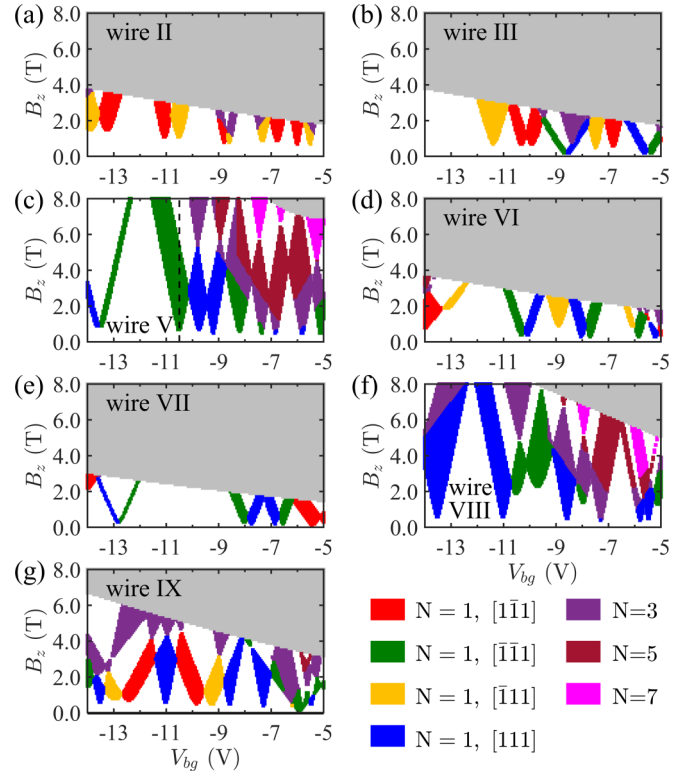 (a) (b)
wire II wire III
B_z (T) 8.0 6.0 4.0 2.0 0.0
-13 -11 -9 -7 -5
B_z (T) 8.0 6.0 4.0 2.0 0.0
-13 -11 -9 -7 -5
(c) (d)
wire V wire VI
B_z (T) 8.0 6.0 4.0 2.0 0.0
-13 -11 -9 -7 -5
B_z (T) 8.0 6.0 4.0 2.0 0.0
-13 -11 -9 -7 -5
(e) (f)
wire VII wire
VIII
B_z (T) 8.0 6.0 4.0 2.0 0.0
-13 -11 -9 -7 -5
B_z (T) 8.0 6.0 4.0 2.0 0.0
-13 -11 -9 -7 -5
V_{bg} (V)
(g)
wire IX
B_z (T) 8.0 6.0 4.0 2.0 0.0
-13 -11 -9 -7 -5
V_{bg} (V)
N = 1, [11̄1] N=3
N = 1, [1̄1̄1] N=5
N = 1, [1̄11] N=7
N = 1, [111]